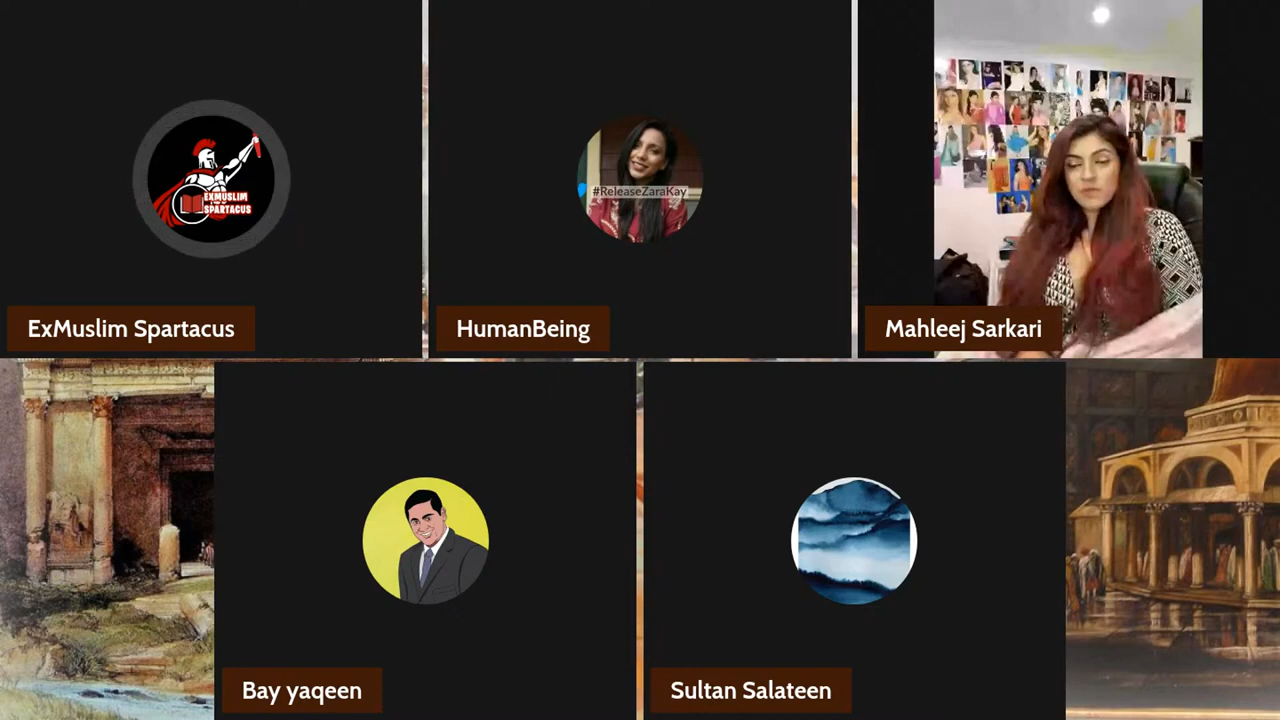 EXMUSLIM
SPARTACUS
#ReleaseZaraKay
ExMuslim Spartacus
HumanBeing
Mahleej Sarkari
Bay yaqeen
Sultan Salateen